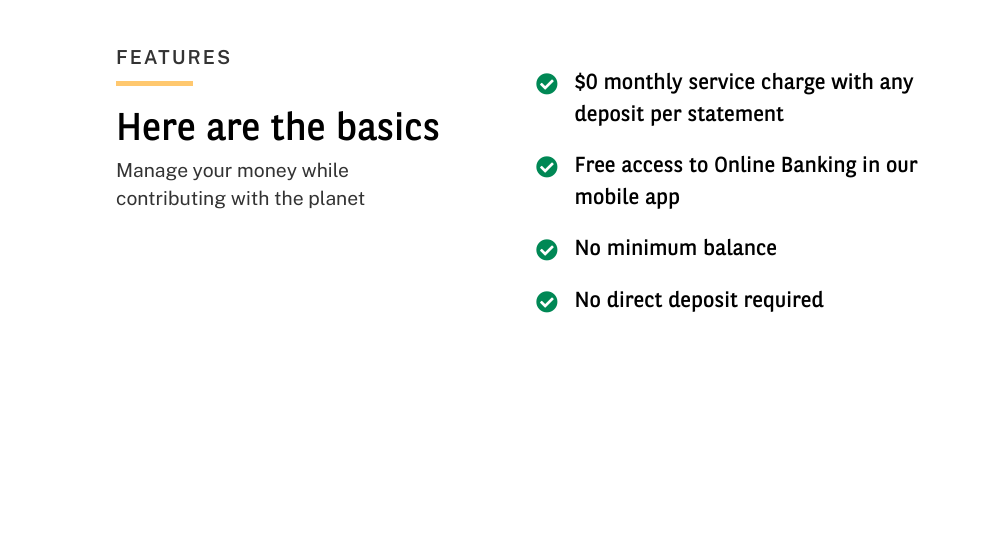 FEATURES
Here are the basics
Manage your money while
contributing with the planet
$0 monthly service charge with any
deposit per statement
Free access to Online Banking in our
mobile app
No minimum balance
No direct deposit required